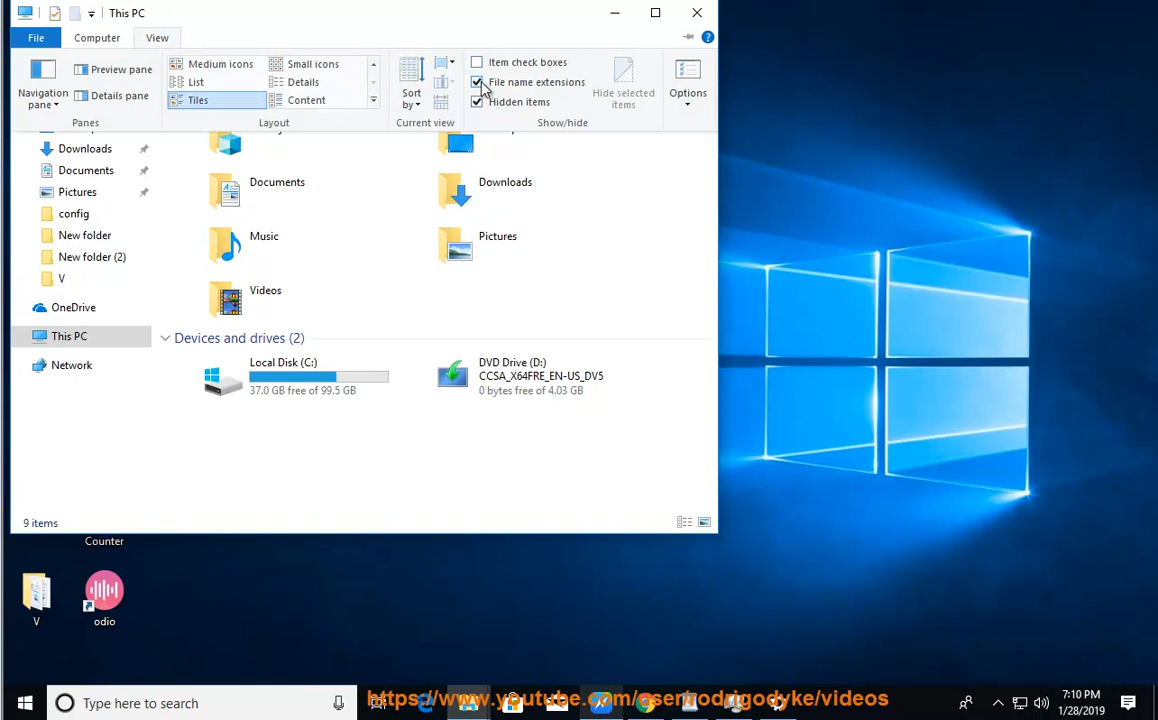 This PC
File
Computer
View
Navigation pane
Preview pane
Details pane
Panes
Medium icons
Small icons
List
Details
Tiles
Content
Layout
Sort by
Current view
Item check boxes
File name extensions
Hidden items
Hide selected items
Show/hide
Options
Downloads
Documents
Pictures
config
New folder
New folder (2)
V
OneDrive
This PC
Network
Documents
Downloads
Music
Pictures
Videos
Devices and drives (2)
Local Disk (C:)
37.0 GB free of 99.5 GB
DVD Drive (D:)
CCSA_X64FRE_EN-US_DV5
0 bytes free of 4.03 GB
9 items
Counter
V
odio
Type here to search
https://www.youtube.com/user/rodrigodyke/videos
7:10 PM
1/28/2019